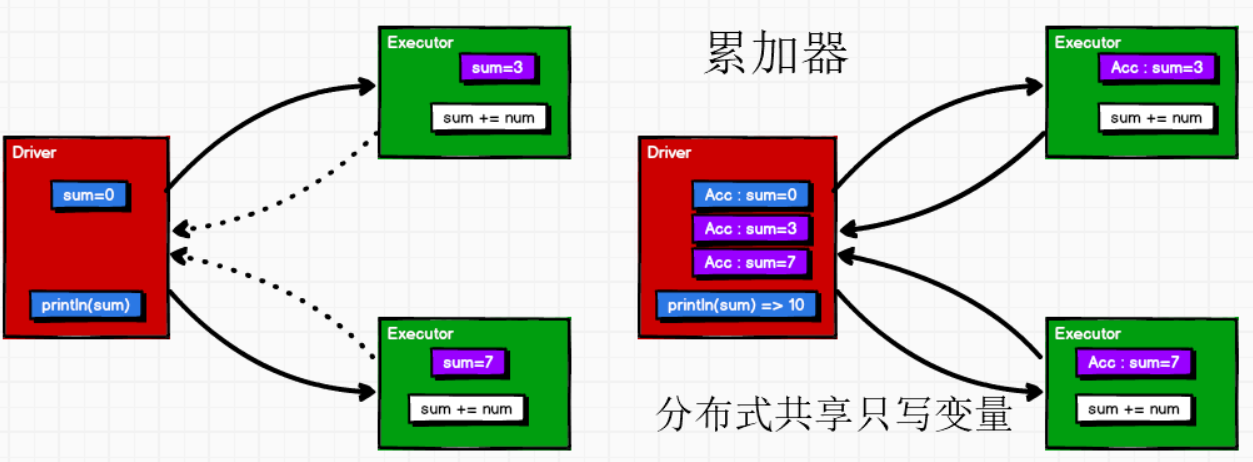 Executor
sum=3
sum += num
Driver
sum=0
println(sum)
Executor
sum=7
sum += num
累加器
Executor
Acc : sum=3
sum += num
Driver
Acc : sum=0
Acc : sum=3
Acc : sum=7
println(sum) => 10
Executor
Acc : sum=7
sum += num
分布式共享只写变量